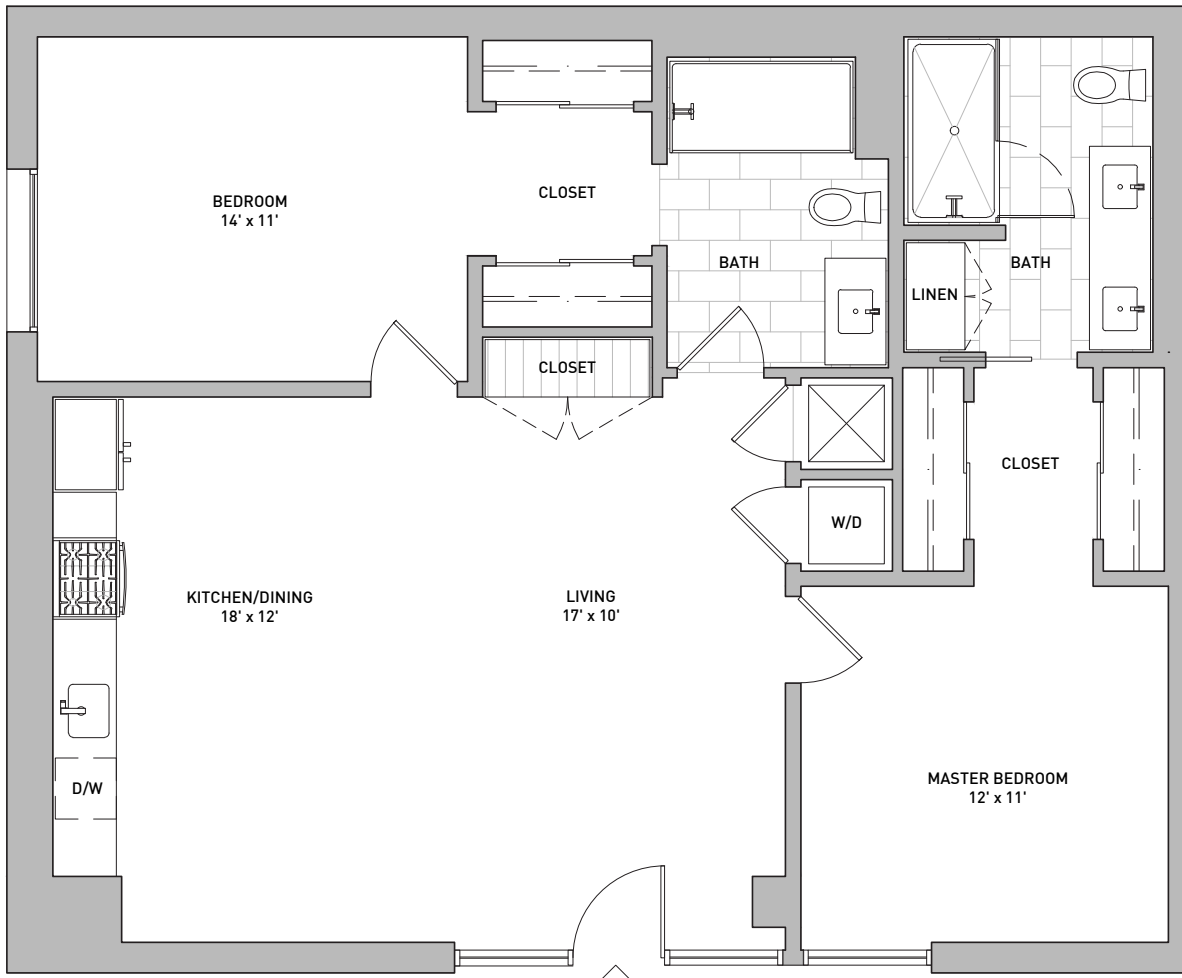 BEDROOM
14' x 11'
CLOSET
BATH
BATH
LINEN
CLOSET
CLOSET
W/D
KITCHEN/DINING
18' x 12'
LIVING
17' x 10'
D/W
MASTER BEDROOM
12' x 11'